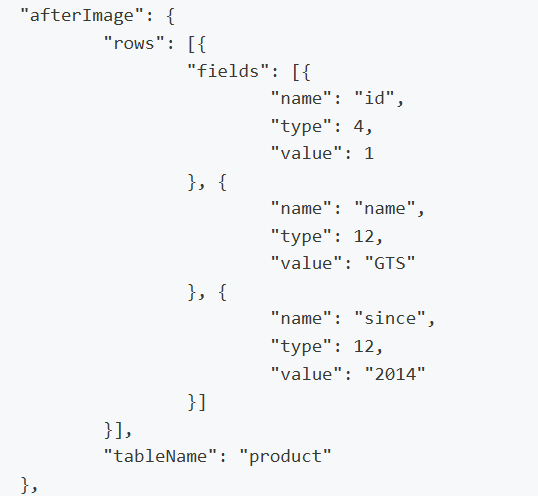 "afterImage": {
"rows": [{
"fields": [{
"name": "id",
"type": 4,
"value": 1
}, {
"name": "name",
"type": 12,
"value": "GTS"
}, {
"name": "since",
"type": 12,
"value": "2014"
}]
}],
"tableName": "product"
},